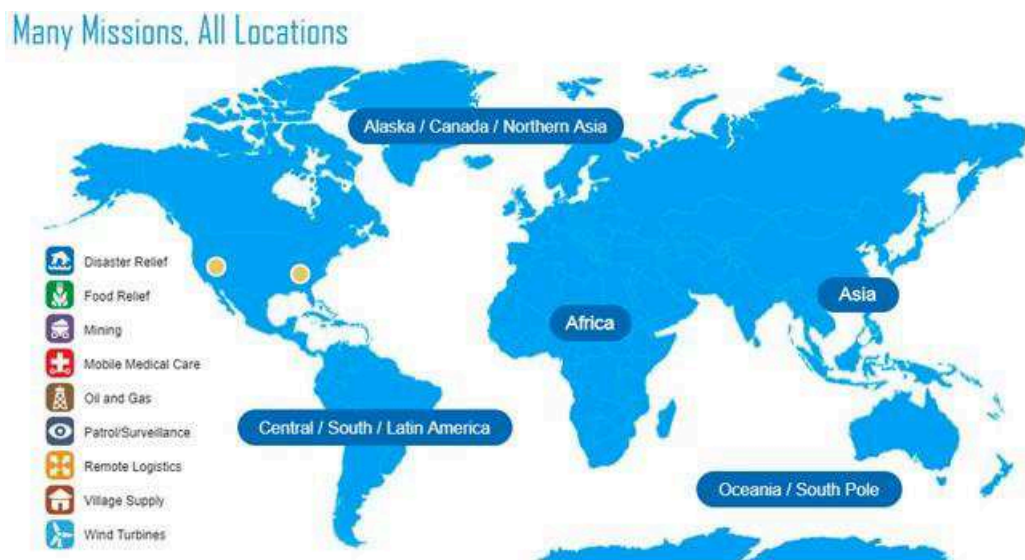 Many Missions, All Locations
Alaska / Canada / Northern Asia
Disaster Relief
Food Relief
Mining
Mobile Medical Care
Oil and Gas
Patrol/Surveillance
Remote Logistics
Village Supply
Wind Turbines
Asia
Africa
Central / South / Latin America
Oceania / South Pole